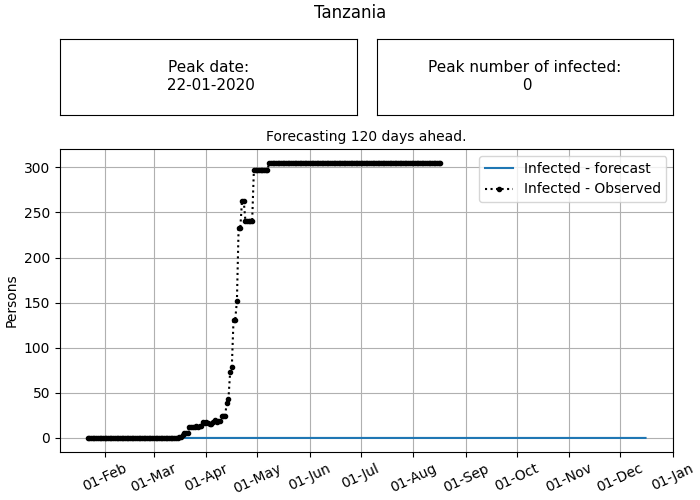 Tanzania
Peak date:
22-01-2020
Peak number of infected:
0
Forecasting 120 days ahead.
Infected - forecast
Infected - Observed
Persons
300
250
200
150
100
50
0
01-Feb
01-Mar
01-Apr
01-May
01-Jun
01-Jul
01-Aug
01-Sep
01-Oct
01-Nov
01-Dec
01-Jan